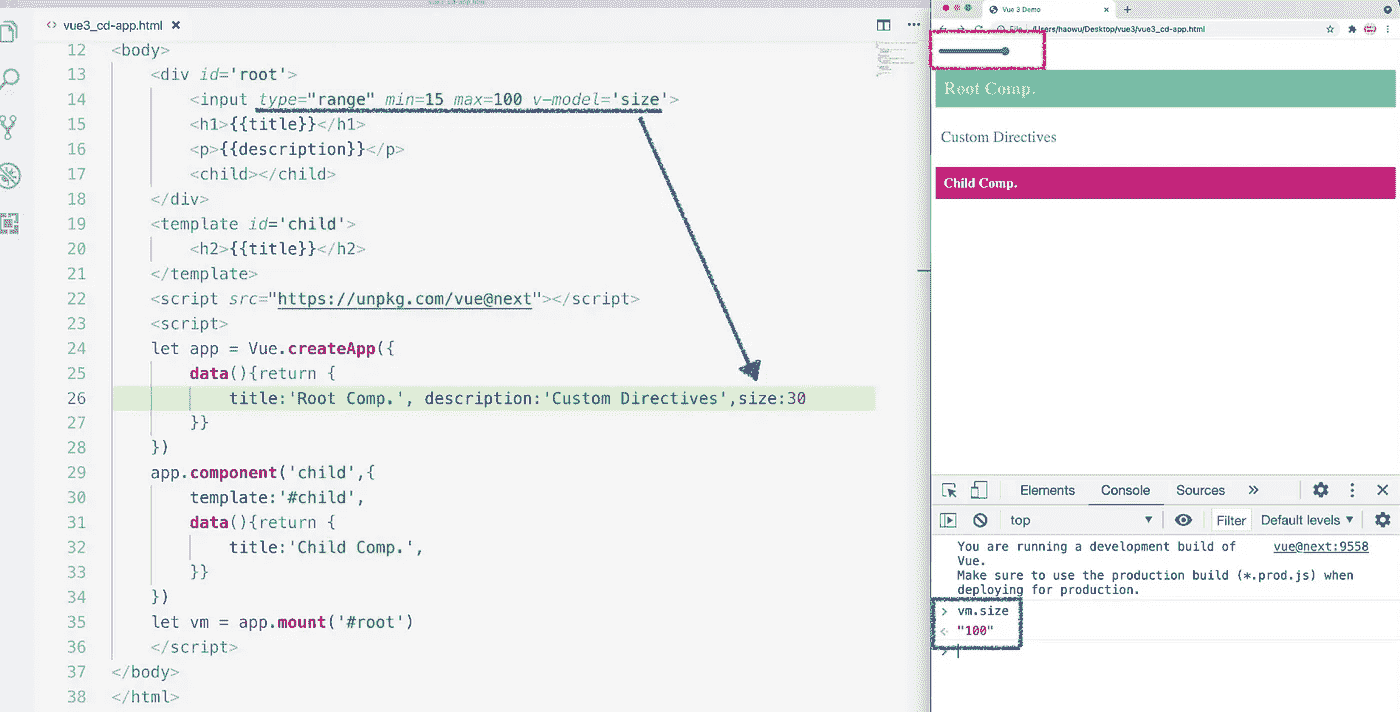 vue3_cd-app.html
12 <body>
13 <div id='root'>
14 <input type="range" min=15 max=100 v-model='size'>
15 <h1>{{title}}</h1>
16 <p>{{description}}</p>
17 <child></child>
18 </div>
19 <template id='child'>
20 <h2>{{title}}</h2>
21 </template>
22 <script src="https://unpkg.com/vue@next"></script>
23 <script>
24 let app = Vue.createApp({
25 data(){return {
26 title:'Root Comp.', description:'Custom Directives',size:30
27 }}
28 })
29 app.component('child',{
30 template:'#child',
31 data(){return {
32 title:'Child Comp.',
33 }}
34 })
35 let vm = app.mount('#root')
36 </script>
37 </body>
38 </html>
Vue 3 Demo
File /Users/haowu/Desktop/vue3/vue3_cd-app.html
Root Comp.
Custom Directives
Child Comp.
Elements Console Sources
top Filter Default levels
You are running a development build of vue@next:9558
Vue.
Make sure to use the production build (*.prod.js) when
deploying for production.
> vm.size
"100"